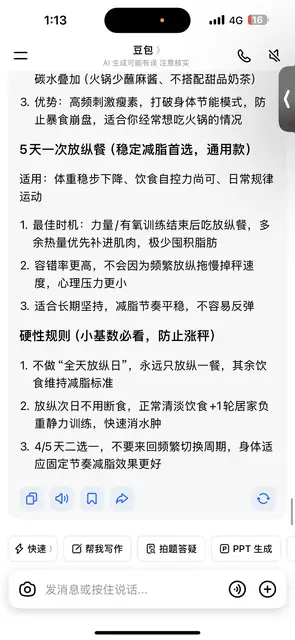 1:13
4G 16
豆包
AI 生成可能有误 注意核实
碳水叠加（火锅少蘸麻酱、不搭配甜品奶茶）
3. 优势：高频刺激瘦素，打破身体节能模式，防
止暴食崩盘，适合你经常想吃火锅的情况
5天一次放纵餐（稳定减脂首选，通用款）
适用：体重稳步下降、饮食自控力尚可、日常规律
运动
1. 最佳时机：力量/有氧训练结束后吃放纵餐，多
余热量优先补进肌肉，极少囤积脂肪
2. 容错率更高，不会因为频繁放纵拖慢掉秤速
度，心理压力更小
3. 适合长期坚持，减脂节奏平稳，不容易反弹
硬性规则（小基数必看，防止涨秤）
1. 不做“全天放纵日”，永远只放纵一餐，其余饮
食维持减脂标准
2. 放纵次日不用断食，正常清淡饮食+1轮居家负
重静力训练，快速消水肿
3. 4/5天二选一，不要来回频繁切换周期，身体适
应固定节奏减脂效果更好
快速
帮我写作
拍题答疑
PPT 生成
发消息或按住说话...